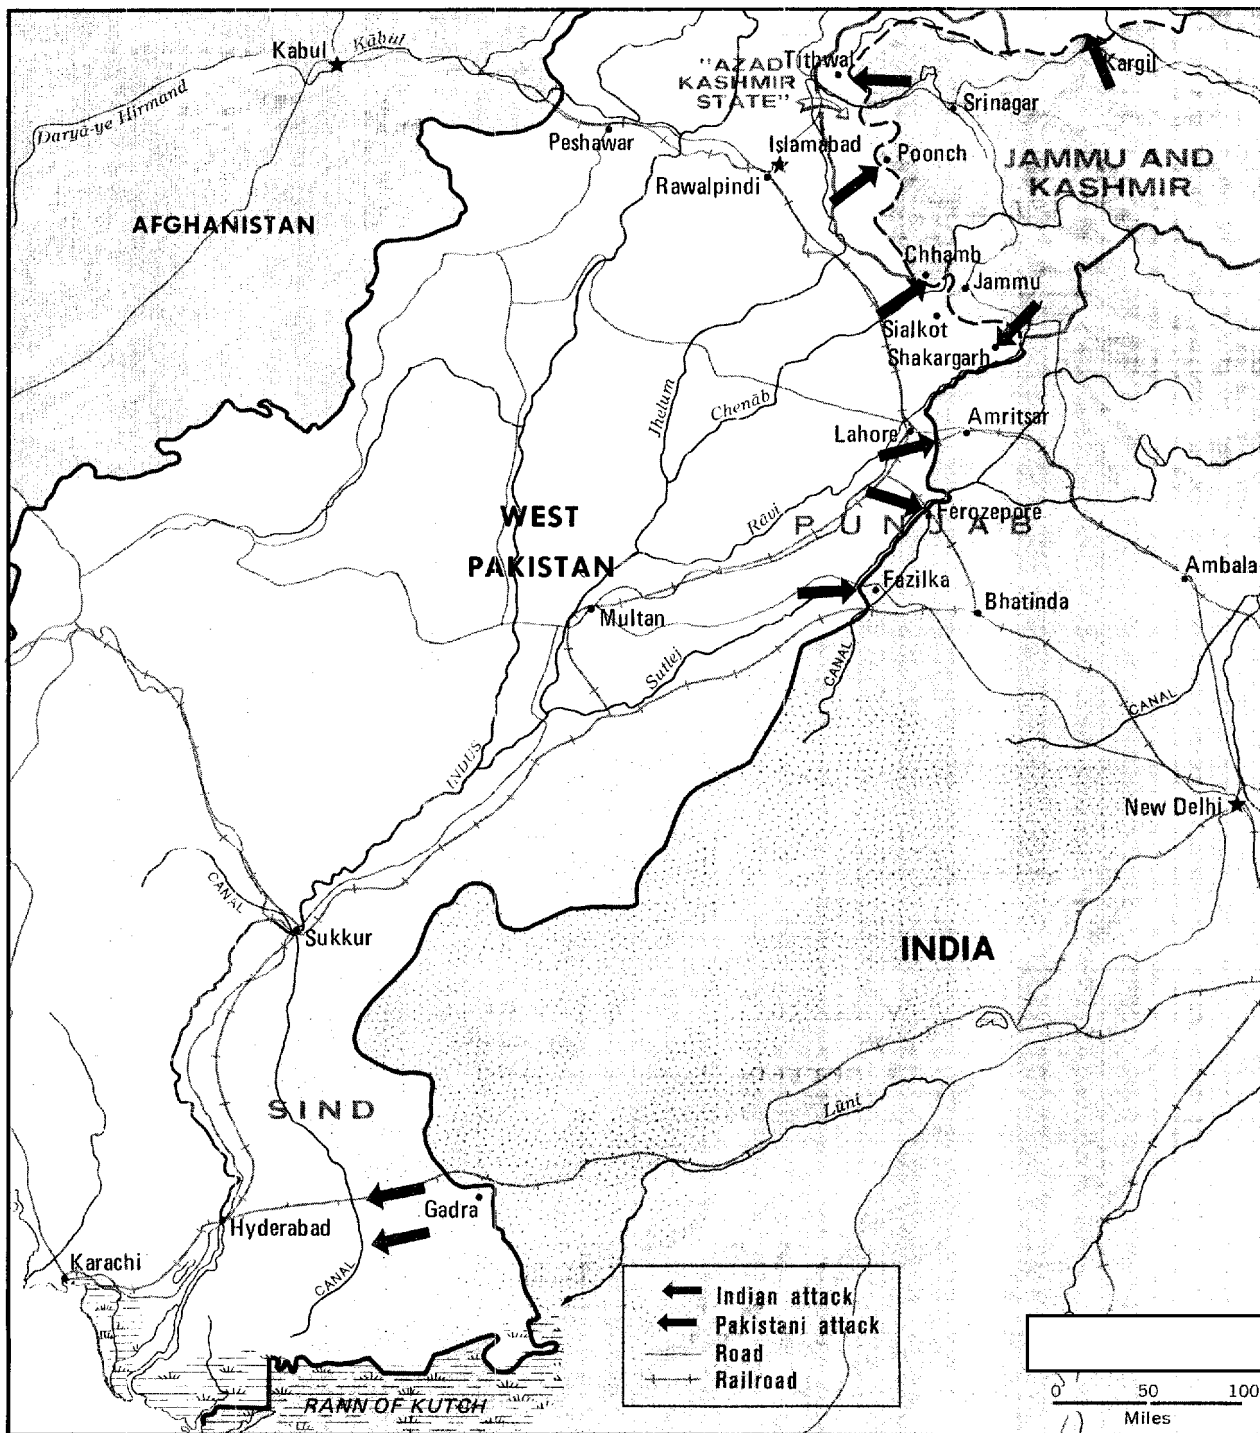 Kabul
Kābul
Daryā-ye Hirmand
AFGHANISTAN
Peshawar
"AZAD
KASHMIR
STATE"
Tithwal
Kargil
Srinagar
Islamabad
Rawalpindi
Poonch
JAMMU AND
KASHMIR
Chhamb
Jammu
Sialkot
Shakargarh
Jhelum
Chenāb
Lahore
Amritsar
WEST
PAKISTAN
Rāvi
PUNJAB
Ferozepore
Fazilka
Bhatinda
Ambala
Multan
Sutlej
CANAL
CANAL
INDUS
New Delhi
CANAL
Sukkur
INDIA
SIND
Lūni
Gadra
Hyderabad
Karachi
CANAL
RANN OF KUTCH
Indian attack
Pakistani attack
Road
Railroad
0 50 100
Miles